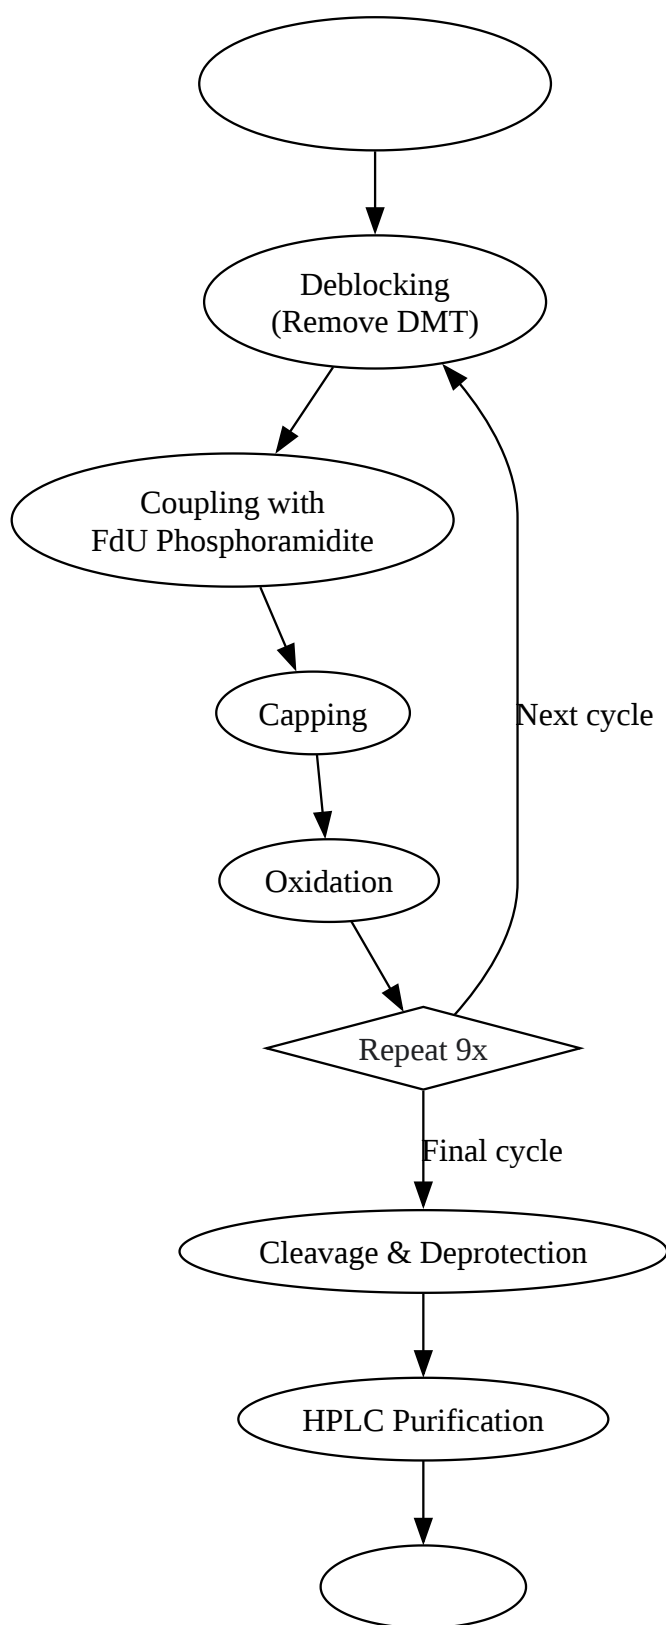 Deblocking
(Remove DMT)
Coupling with
FdU Phosphoramidite
Capping
Next cycle
Oxidation
Repeat 9x
Final cycle
Cleavage & Deprotection
HPLC Purification